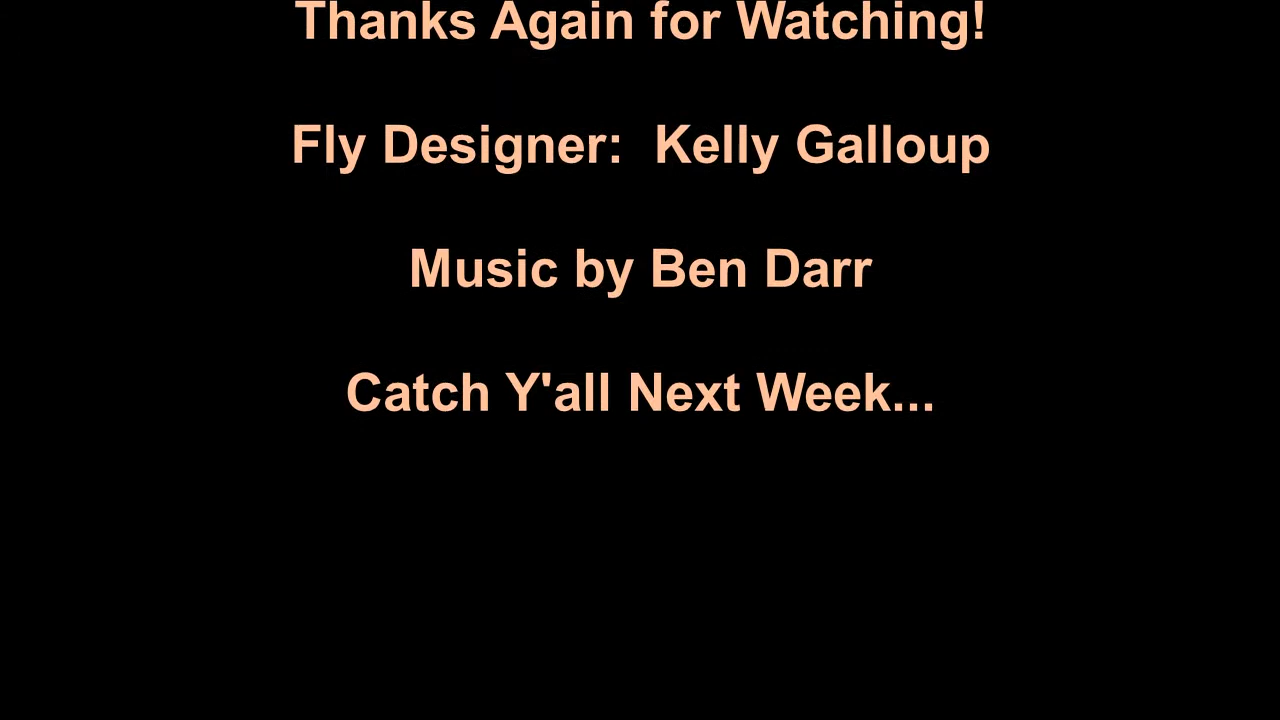 Thanks Again for Watching!
Fly Designer:  Kelly Galloup
Music by Ben Darr
Catch Y'all Next Week...